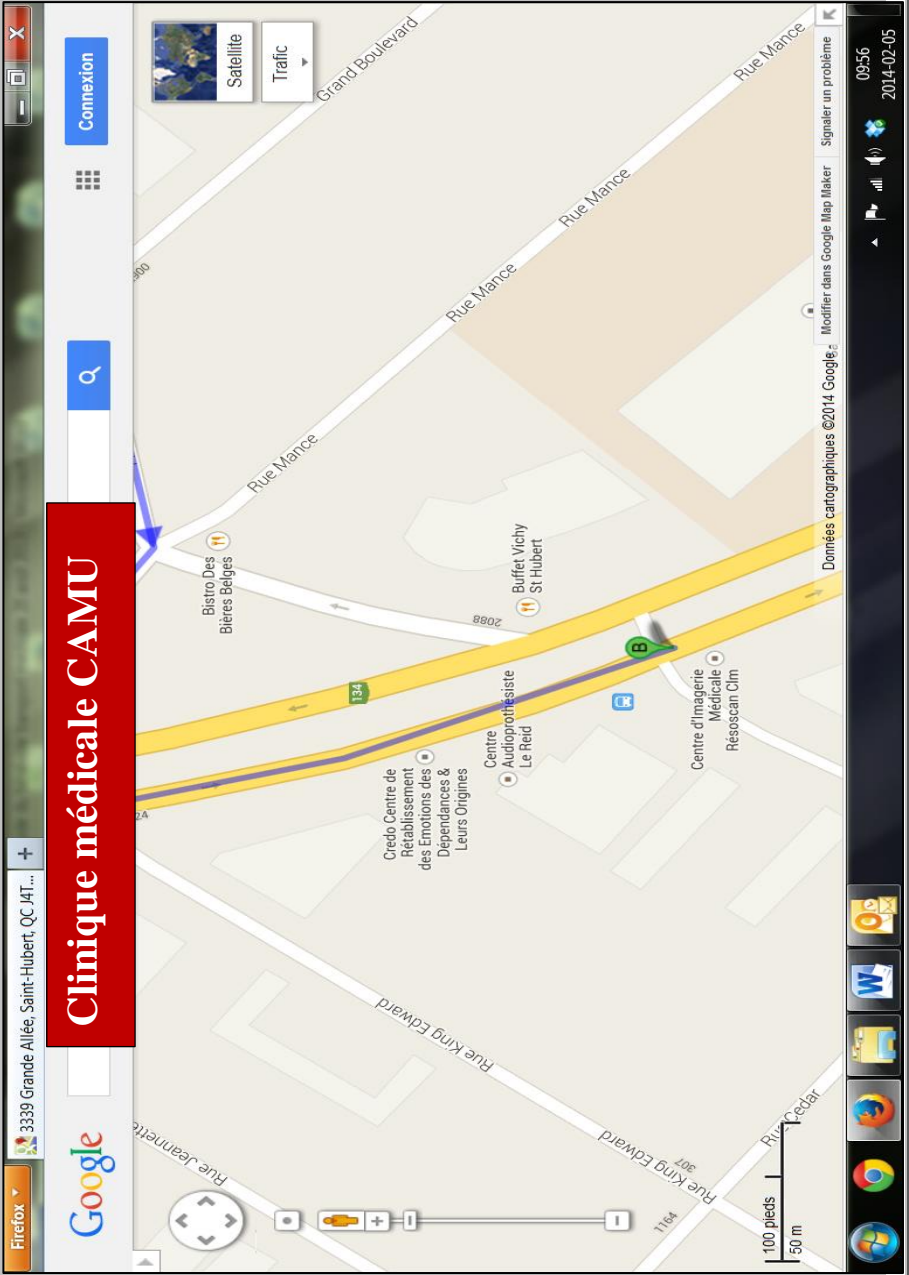 Firefox
3339 Grande Allée, Saint-Hubert, QC J4T...
+
X
Google
Clinique médicale CAMU
Connexion
Satellite
Trafic
Grand Boulevard
Rue Mance
Rue Mance
Rue Mance
Rue Mance
Bistro Des
Bières Belges
134
2088
Buffet Vichy
St Hubert
B
Credo Centre de
Rétablissement
des Emotions des
Dépendances &
Leurs Origines
Centre
Audioprothésiste
Le Reid
Centre d'Imagerie
Médicale
Résoscan Clm
24
Rue Jeannette
Rue King Edward
Rue King Edward
307
1164
Rue Cedar
100 pieds
50 m
Données cartographiques ©2014 Google -
Modifier dans Google Map Maker
Signaler un problème
09:56
2014-02-05